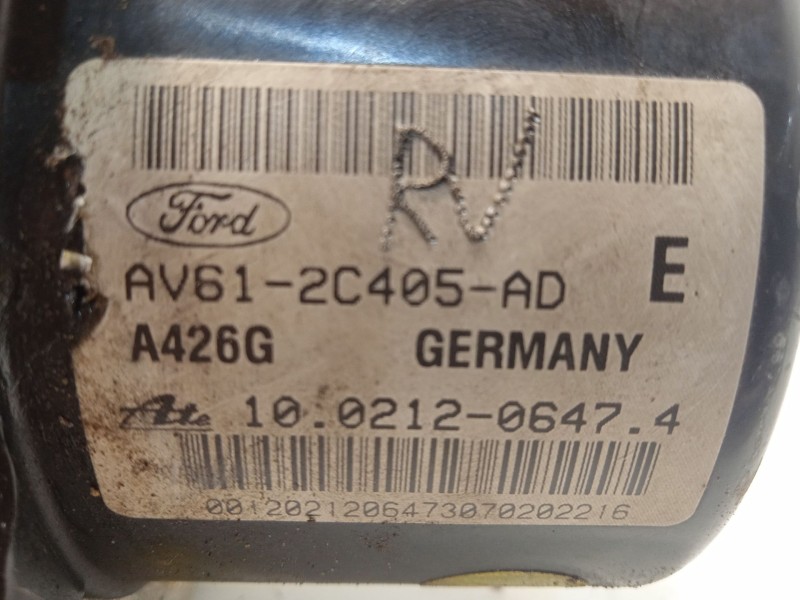 RV
Ford
E
AV61-2C405-AD
A426G GERMANY
Ate 10.0212-0647.4
0012021206473070202216